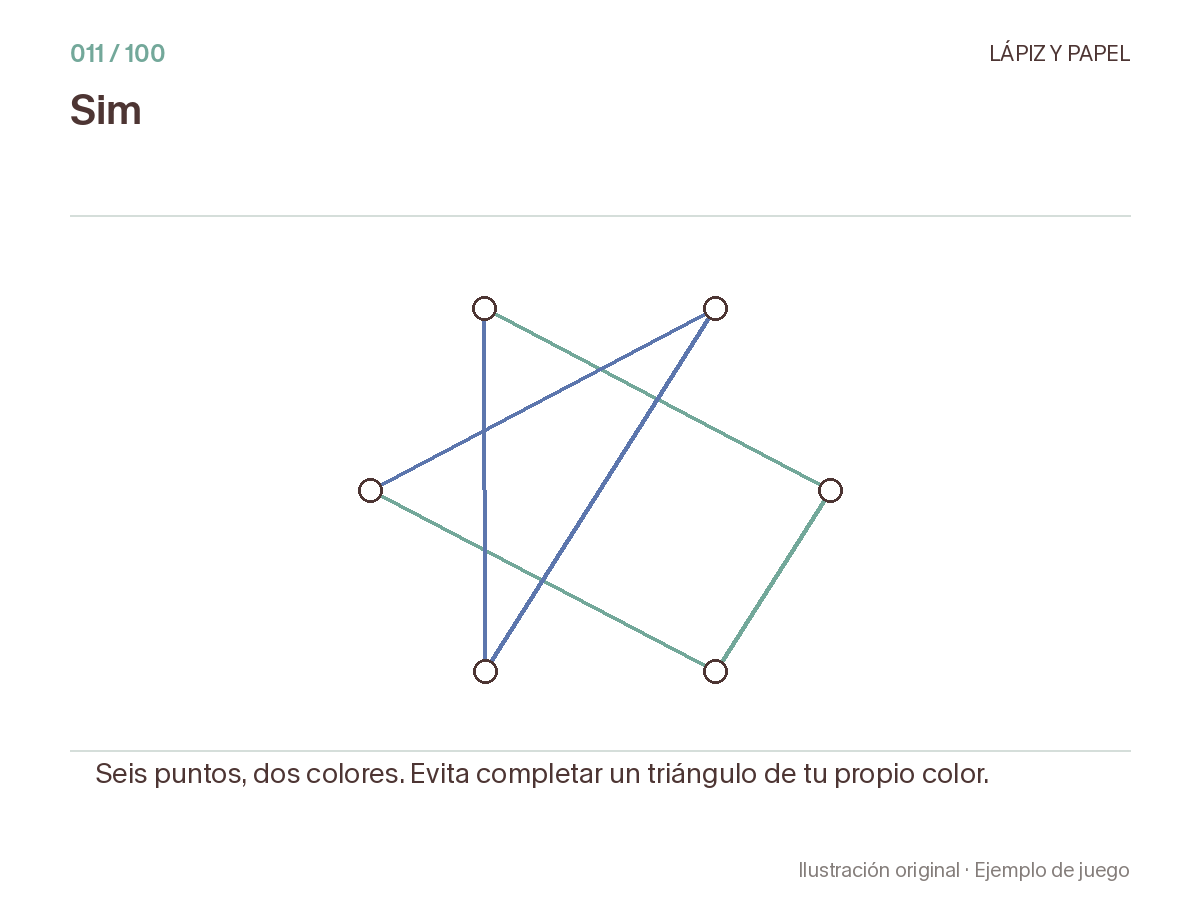 011 / 100
LÁPIZ Y PAPEL
Sim
Seis puntos, dos colores. Evita completar un triángulo de tu propio color.
Ilustración original · Ejemplo de juego